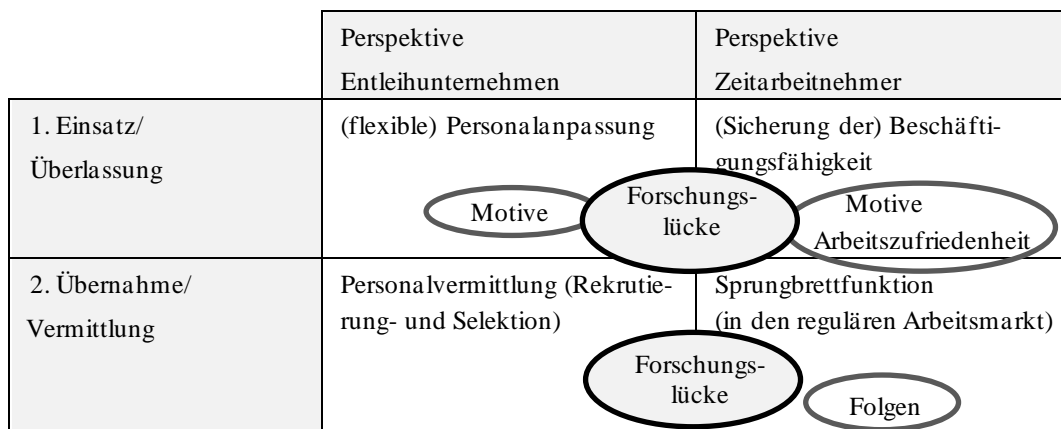 Perspektive
Entleihunternehmen
Perspektive
Zeitarbeitnehmer
1. Einsatz/
Überlassung
(flexible) Personalanpassung
(Sicherung der) Beschäfti-
gungsfähigkeit
Motive
Forschungs-
lücke
Motive
Arbeitszufriedenheit
2. Übernahme/
Vermittlung
Personalvermittlung (Rekrutie-
rung- und Selektion)
Sprungbrettfunktion
(in den regulären Arbeitsmarkt)
Forschungs-
lücke
Folgen